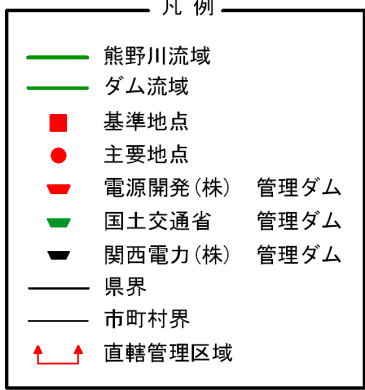 凡 例
熊野川流域
ダム流域
基準地点
主要地点
電源開発(株) 管理ダム
国土交通省 管理ダム
関西電力(株) 管理ダム
県界
市町村界
直轄管理区域